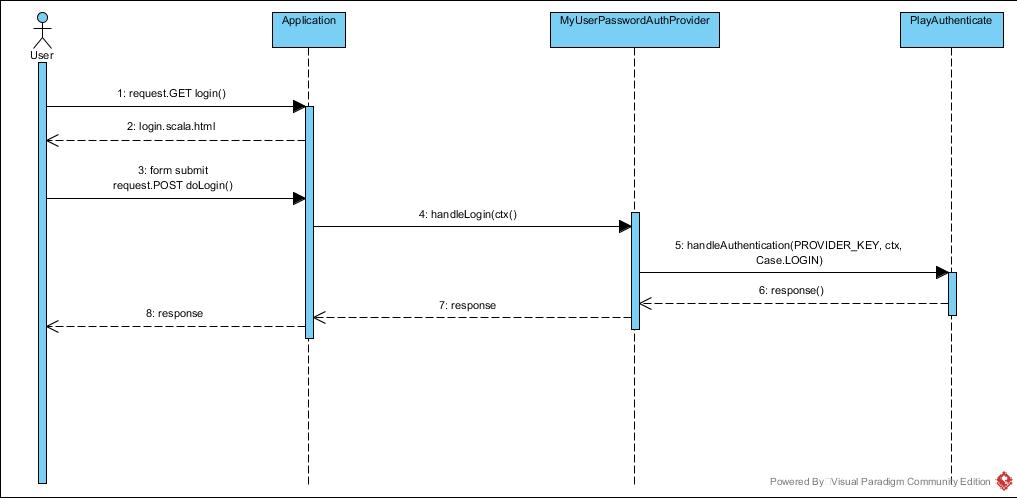 Application
MyUserPasswordAuthProvider
PlayAuthenticate
User
1: request.GET login()
2: login.scala.html
3: form submit
request.POST doLogin()
4: handleLogin(ctx()
5: handleAuthentication(PROVIDER_KEY, ctx,
Case.LOGIN)
6: response()
7: response
8: response
Powered By Visual Paradigm Community Edition